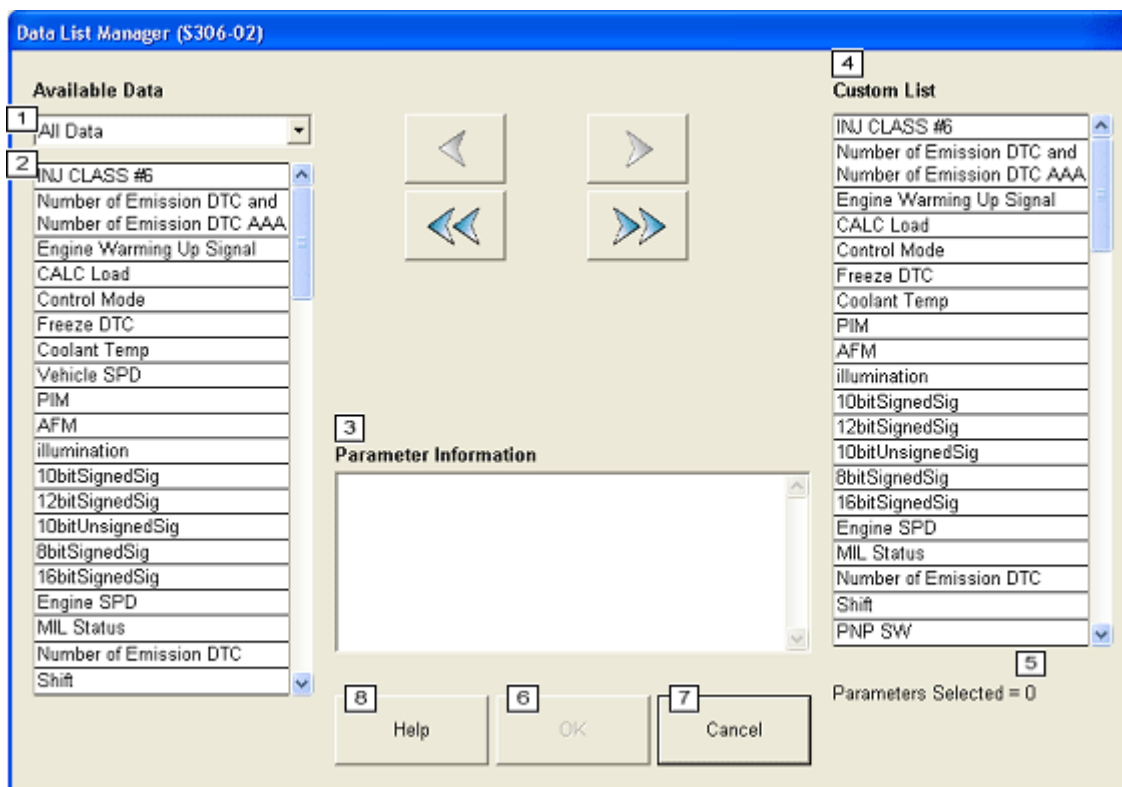 Data List Manager (S306-02)
Available Data
1
All Data
2
INJ CLASS #6
Number of Emission DTC and
Number of Emission DTC AAA
Engine Warming Up Signal
CALC Load
Control Mode
Freeze DTC
Coolant Temp
Vehicle SPD
PIM
AFM
illumination
10bitSignedSig
12bitSignedSig
10bitUnsignedSig
8bitSignedSig
16bitSignedSig
Engine SPD
MIL Status
Number of Emission DTC
Shift
3
Parameter Information
4
Custom List
INJ CLASS #6
Number of Emission DTC and
Number of Emission DTC AAA
Engine Warming Up Signal
CALC Load
Control Mode
Freeze DTC
Coolant Temp
PIM
AFM
illumination
10bitSignedSig
12bitSignedSig
10bitUnsignedSig
8bitSignedSig
16bitSignedSig
Engine SPD
MIL Status
Number of Emission DTC
Shift
PNP SW
5
Parameters Selected = 0
8
Help
6
OK
7
Cancel